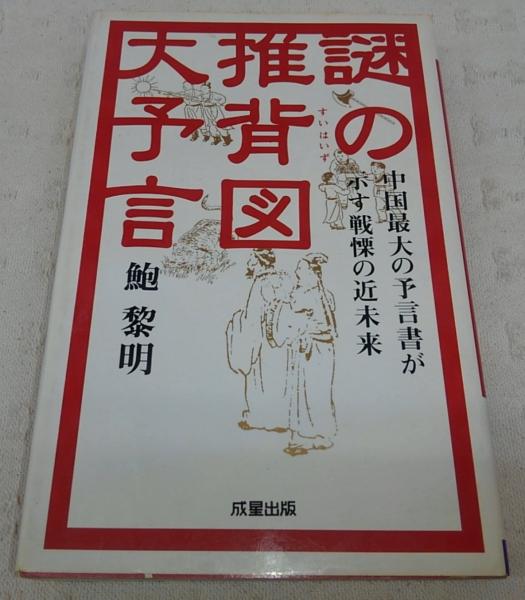 謎の
推背図
すいはいず
大予言
中国最大の予言書が
示す戦慄の近未来
鮑 黎明
成星出版